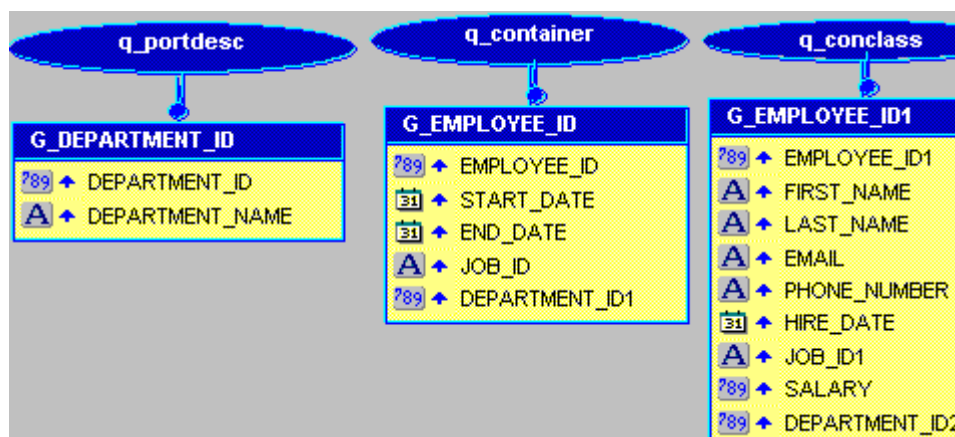 q_portdesc
G_DEPARTMENT_ID
789 DEPARTMENT_ID
A DEPARTMENT_NAME
q_container
G_EMPLOYEE_ID
789 EMPLOYEE_ID
31 START_DATE
31 END_DATE
A JOB_ID
789 DEPARTMENT_ID1
q_conclass
G_EMPLOYEE_ID1
789 EMPLOYEE_ID1
A FIRST_NAME
A LAST_NAME
A EMAIL
A PHONE_NUMBER
31 HIRE_DATE
A JOB_ID1
789 SALARY
789 DEPARTMENT_ID2